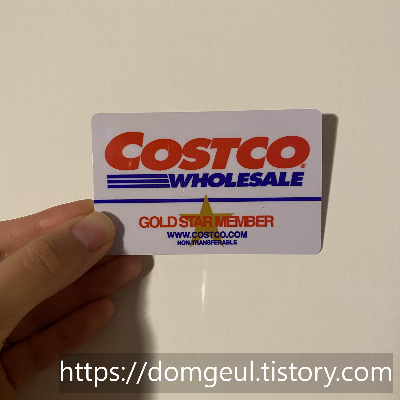 COSTCO
WHOLESALE
GOLD STAR MEMBER
WWW.COSTCO.COM
NON-TRANSFERABLE
https://domgeul.tistory.com